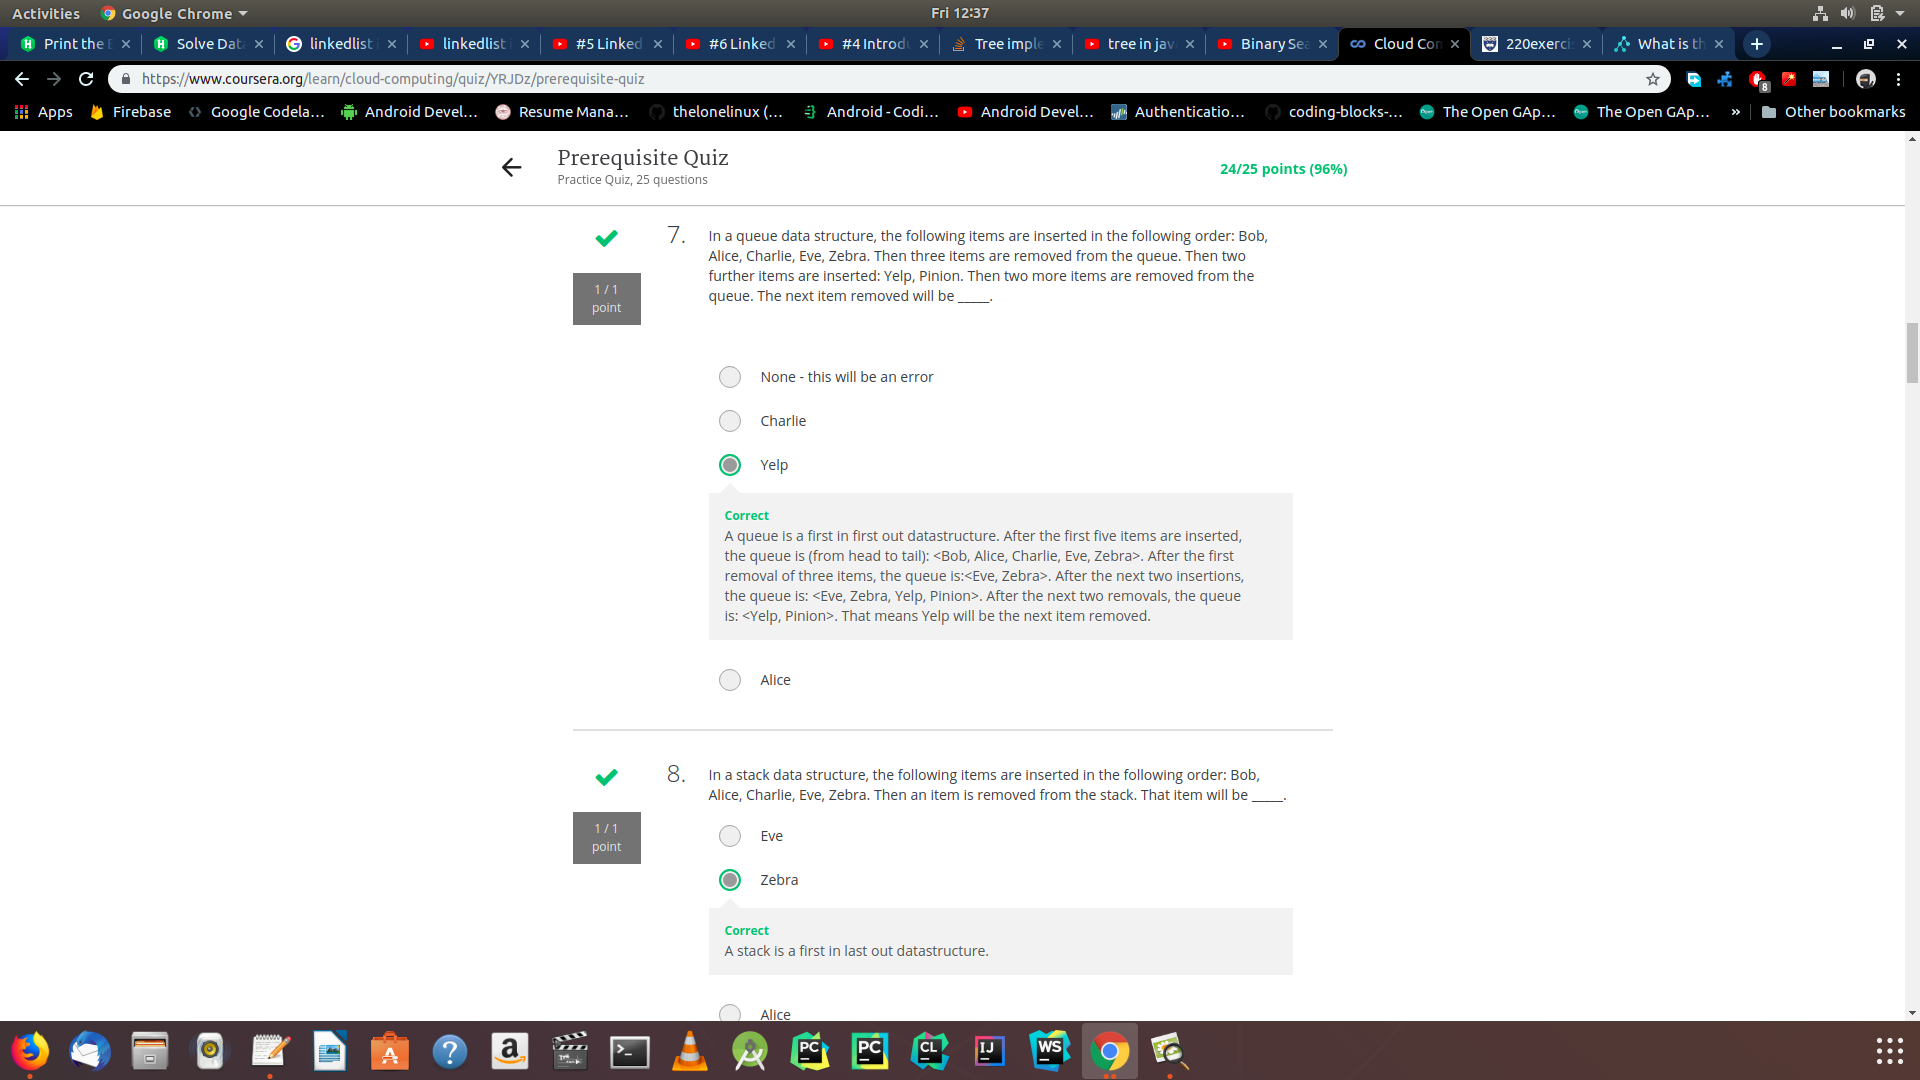 Activities Google Chrome Fri 12:37
Print the Solve Dat linkedlist linkedlist #5 Linked #6 Linked #4 Introdu Tree imple tree in jav Binary Sea Cloud Con 220exerci What is th
https://www.coursera.org/learn/cloud-computing/quiz/YRJDz/prerequisite-quiz 8
Apps Firebase Google Codela... Android Devel... Resume Mana... thelonelinux (... Android - Codi... Android Devel... Authenticatio... coding-blocks-... The Open GAp... The Open GAp... » Other bookmarks
Prerequisite Quiz
Practice Quiz, 25 questions
24/25 points (96%)
7. In a queue data structure, the following items are inserted in the following order: Bob,
Alice, Charlie, Eve, Zebra. Then three items are removed from the queue. Then two
further items are inserted: Yelp, Pinion. Then two more items are removed from the
queue. The next item removed will be _____.
1 / 1
point
None - this will be an error
Charlie
Yelp
Correct
A queue is a first in first out datastructure. After the first five items are inserted,
the queue is (from head to tail): <Bob, Alice, Charlie, Eve, Zebra>. After the first
removal of three items, the queue is:<Eve, Zebra>. After the next two insertions,
the queue is: <Eve, Zebra, Yelp, Pinion>. After the next two removals, the queue
is: <Yelp, Pinion>. That means Yelp will be the next item removed.
Alice
8. In a stack data structure, the following items are inserted in the following order: Bob,
Alice, Charlie, Eve, Zebra. Then an item is removed from the stack. That item will be _____.
1 / 1
point
Eve
Zebra
Correct
A stack is a first in last out datastructure.
Alice
PC PC CL IJ WS